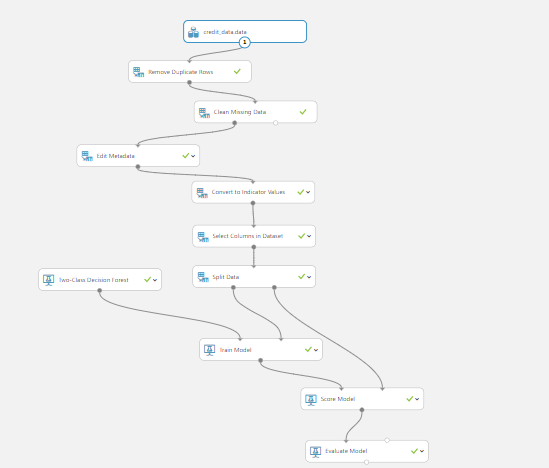 credit_data.data
1
Remove Duplicate Rows
Clean Missing Data
Edit Metadata
Convert to Indicator Values
Select Columns in Dataset
Two-Class Decision Forest
Split Data
Train Model
Score Model
Evaluate Model